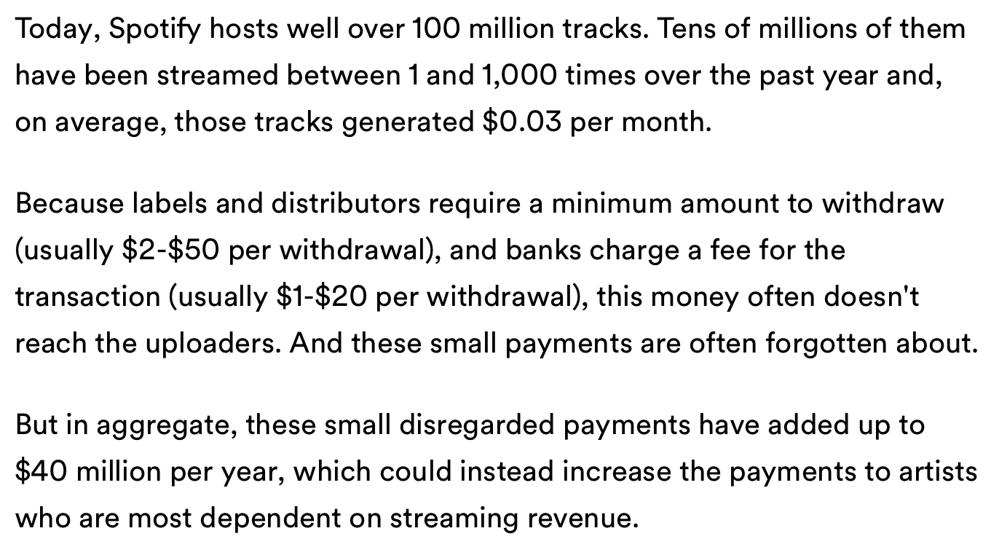 Today, Spotify hosts well over 100 million tracks. Tens of millions of them
have been streamed between 1 and 1,000 times over the past year and,
on average, those tracks generated $0.03 per month.
Because labels and distributors require a minimum amount to withdraw
(usually $2-$50 per withdrawal), and banks charge a fee for the
transaction (usually $1-$20 per withdrawal), this money often doesn't
reach the uploaders. And these small payments are often forgotten about.
But in aggregate, these small disregarded payments have added up to
$40 million per year, which could instead increase the payments to artists
who are most dependent on streaming revenue.